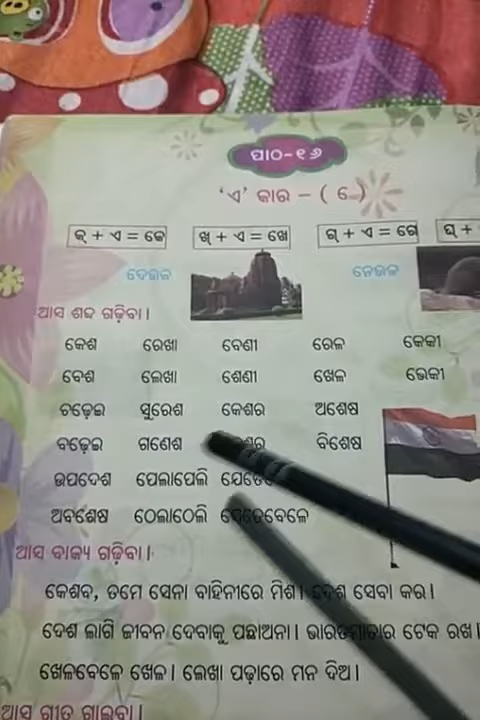 ପାଠ-୧୬
'ଏ' କାର – ( େ )
କ୍ + ଏ = କେ ଖ୍ + ଏ = ଖେ ଗ୍ + ଏ = ଗେ ଘ୍ +
ଦେଉଳ ନେଉଳ
ଆସ ଶବ୍ଦ ଗଢ଼ିବା ।
କେଶ ରେଖା ବେଣୀ ରେଳ କେକୀ
ବେଶ ଲେଖା ଶ୍ରେଣୀ ଖେଳ ଭେକୀ
ଚଢ଼େଇ ସୁରେଶ କେଶର ଅଶେଷ
ବଢ଼େଇ ଗଣେଶ ବିଶେଷ
ଉପଦେଶ ପେଲାପେଲି
ଅବଶେଷ ଠେଲାଠେଲି
ଆସ ବାକ୍ୟ ଗଢ଼ିବା ।
କେଶବ, ତମେ ସେନା ବାହିନୀରେ ମିଶ । ଦେଶ ସେବା କର ।
ଦେଶ ଲାଗି ଜୀବନ ଦେବାକୁ ପଛାଅନା । ଭାରତମାତାର ଟେକ ରଖ ।
ଖେଳବେଳେ ଖେଳ । ଲେଖା ପଢ଼ାରେ ମନ ଦିଅ ।
ଆସ ଗୀତ ଗାଇବା ।